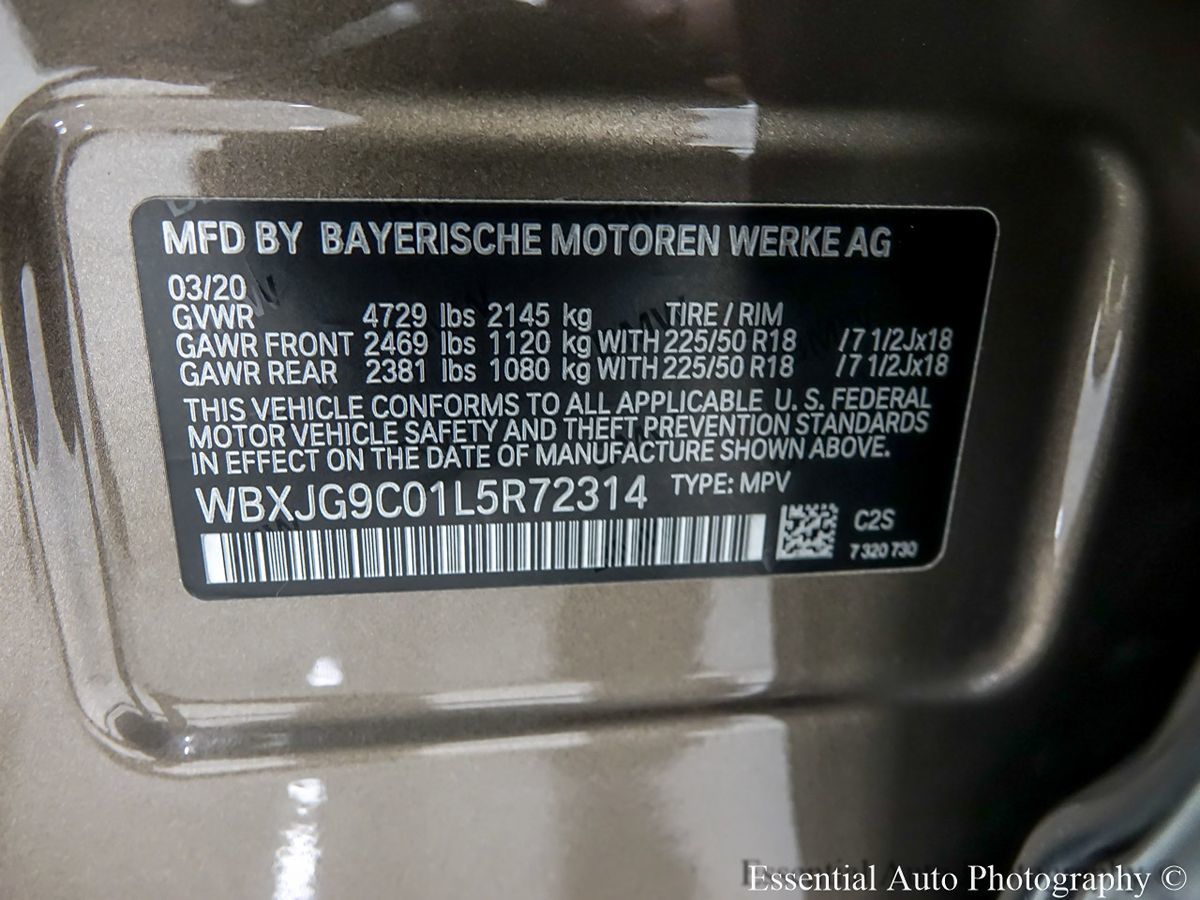 MFD BY BAYERISCHE MOTOREN WERKE AG
03/20
GVWR 4729 lbs 2145 kg TIRE / RIM
GAWR FRONT 2469 lbs 1120 kg WITH 225/50 R18 /7 1/2Jx18
GAWR REAR 2381 lbs 1080 kg WITH 225/50 R18 /7 1/2Jx18
THIS VEHICLE CONFORMS TO ALL APPLICABLE U. S. FEDERAL
MOTOR VEHICLE SAFETY AND THEFT PREVENTION STANDARDS
IN EFFECT ON THE DATE OF MANUFACTURE SHOWN ABOVE.
WBXJG9C01L5R72314 TYPE: MPV
C2S
7 320 730
Essential Auto Photography ©